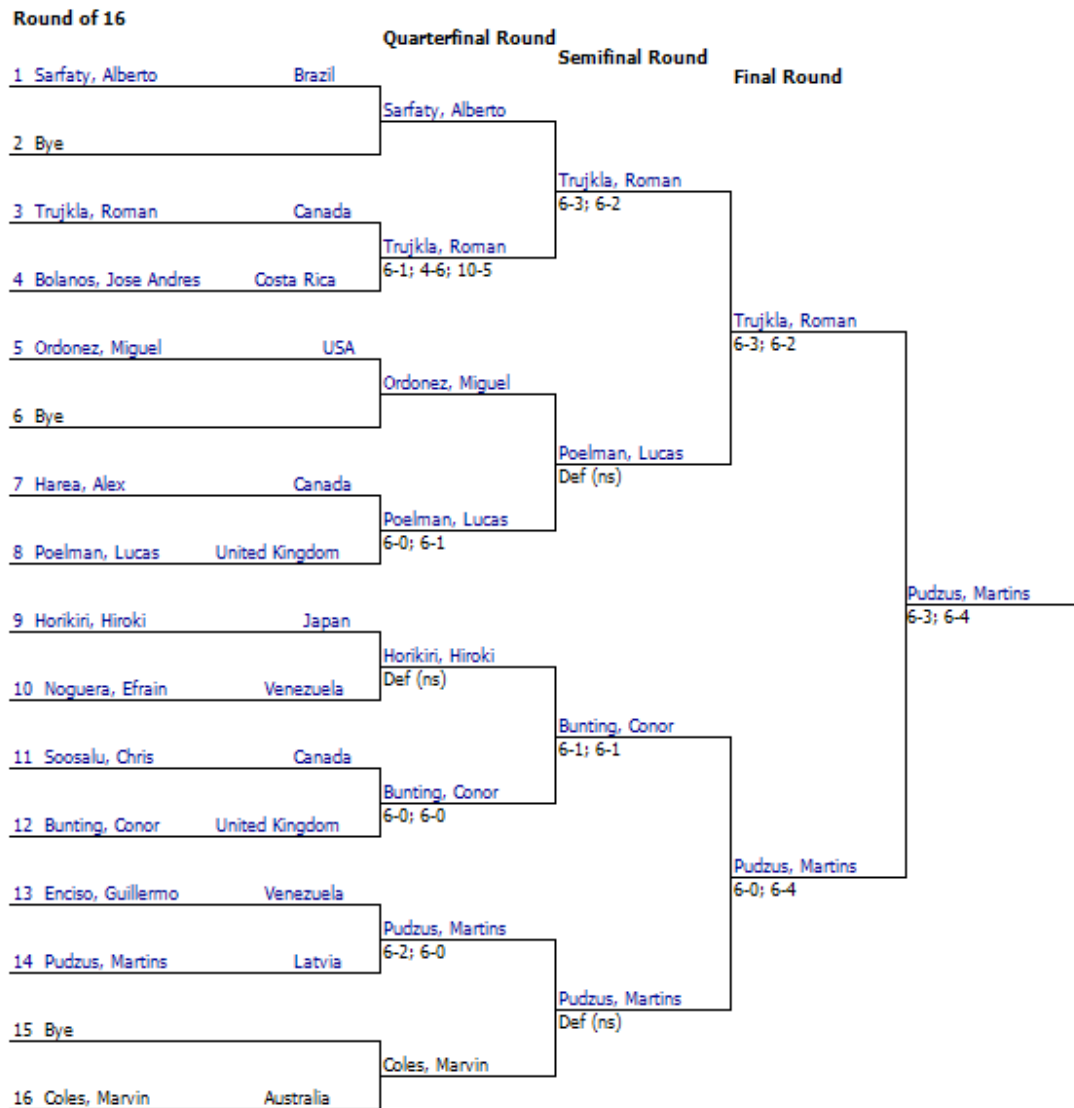 Round of 16
Quarterfinal Round
Semifinal Round
Final Round
1 Sarfaty, Alberto Brazil
Sarfaty, Alberto
2 Bye
Trujkla, Roman
6-3; 6-2
3 Trujkla, Roman Canada
Trujkla, Roman
6-1; 4-6; 10-5
4 Bolanos, Jose Andres Costa Rica
Trujkla, Roman
6-3; 6-2
5 Ordonez, Miguel USA
Ordonez, Miguel
6 Bye
Poelman, Lucas
Def (ns)
7 Harea, Alex Canada
Poelman, Lucas
6-0; 6-1
8 Poelman, Lucas United Kingdom
Pudzus, Martins
6-3; 6-4
9 Horikiri, Hiroki Japan
Horikiri, Hiroki
Def (ns)
10 Noguera, Efrain Venezuela
Bunting, Conor
6-1; 6-1
11 Soosalu, Chris Canada
Bunting, Conor
6-0; 6-0
12 Bunting, Conor United Kingdom
Pudzus, Martins
6-0; 6-4
13 Enciso, Guillermo Venezuela
Pudzus, Martins
6-2; 6-0
14 Pudzus, Martins Latvia
Pudzus, Martins
Def (ns)
15 Bye
Coles, Marvin
16 Coles, Marvin Australia